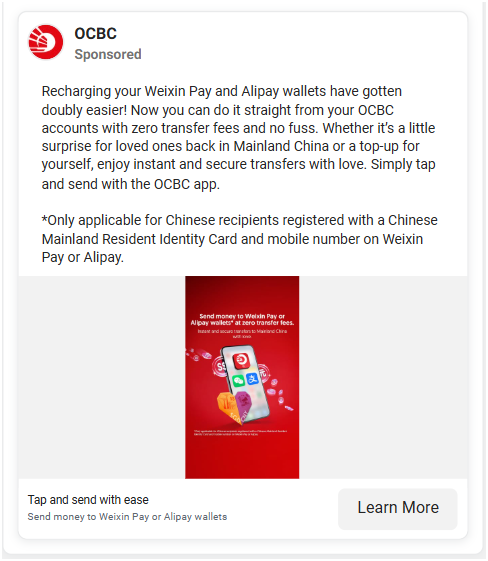 OCBC
Sponsored
Recharging your Weixin Pay and Alipay wallets have gotten
doubly easier! Now you can do it straight from your OCBC
accounts with zero transfer fees and no fuss. Whether it's a little
surprise for loved ones back in Mainland China or a top-up for
yourself, enjoy instant and secure transfers with love. Simply tap
and send with the OCBC app.
*Only applicable for Chinese recipients registered with a Chinese
Mainland Resident Identity Card and mobile number on Weixin
Pay or Alipay.
Send money to Weixin Pay or
Alipay wallets* at zero transfer fees.
Instant and secure transfers to Mainland China
with love.
Tap and send with ease
Send money to Weixin Pay or Alipay wallets
Learn More